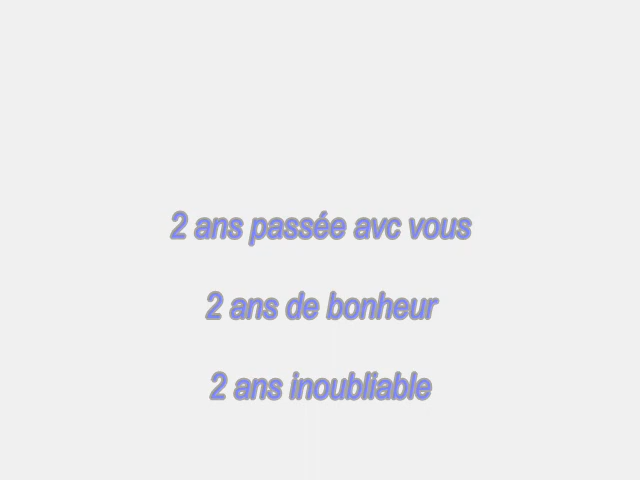 2 ans passée avc vous
2 ans de bonheur
2 ans inoubliable